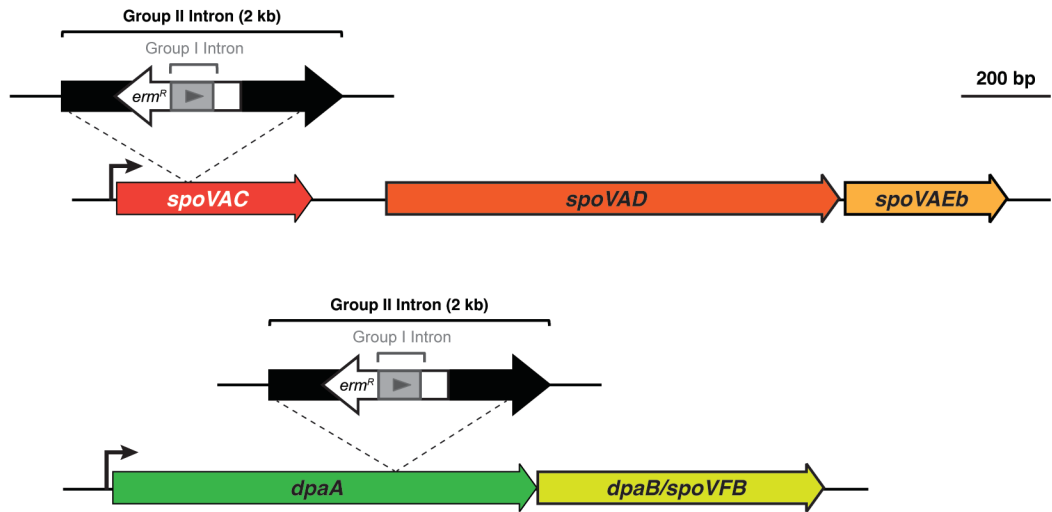 Group II Intron (2 kb)
Group I Intron
ermR
200 bp
spoVAC
spoVAD
spoVAEb
Group II Intron (2 kb)
Group I Intron
ermR
dpaA
dpaB/spoVFB